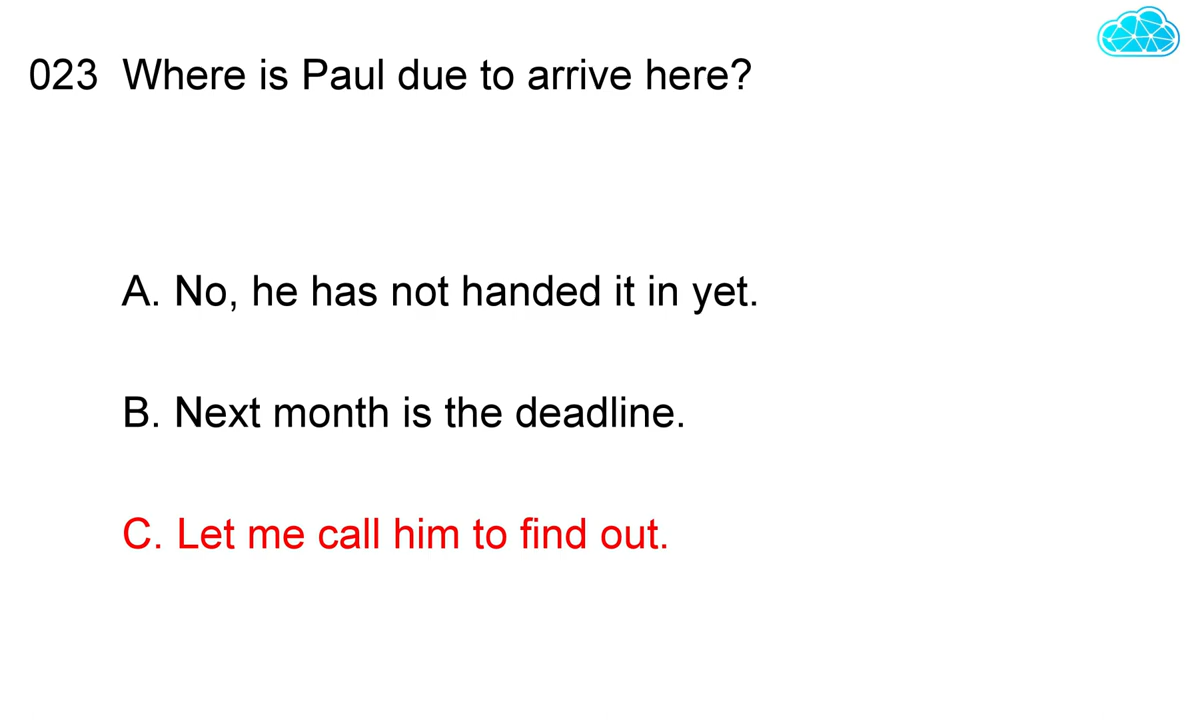 023 Where is Paul due to arrive here?
A. No, he has not handed it in yet.
B. Next month is the deadline.
C. Let me call him to find out.